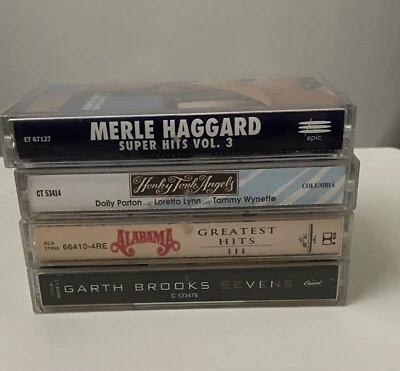 ET 67127
MERLE HAGGARD
SUPER HITS VOL. 3
epic
CT 53414
Honky Tonk Angels
COLUMBIA
Dolly Parton Loretta Lynn Tammy Wynette
RCA
66410-4RE
ALABAMA
GREATEST
HITS
III
GARTH BROOKS SEVENS
C 123476
Capitol